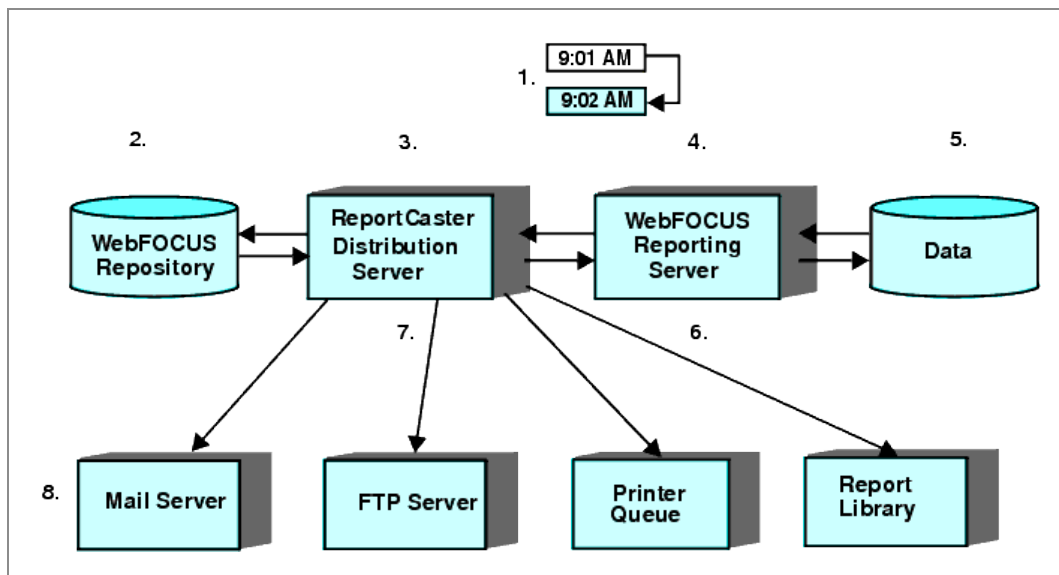 1.
9:01 AM
9:02 AM
2.
3.
4.
5.
WebFOCUS
Repository
ReportCaster
Distribution
Server
WebFOCUS
Reporting
Server
Data
7.
6.
8.
Mail Server
FTP Server
Printer
Queue
Report
Library